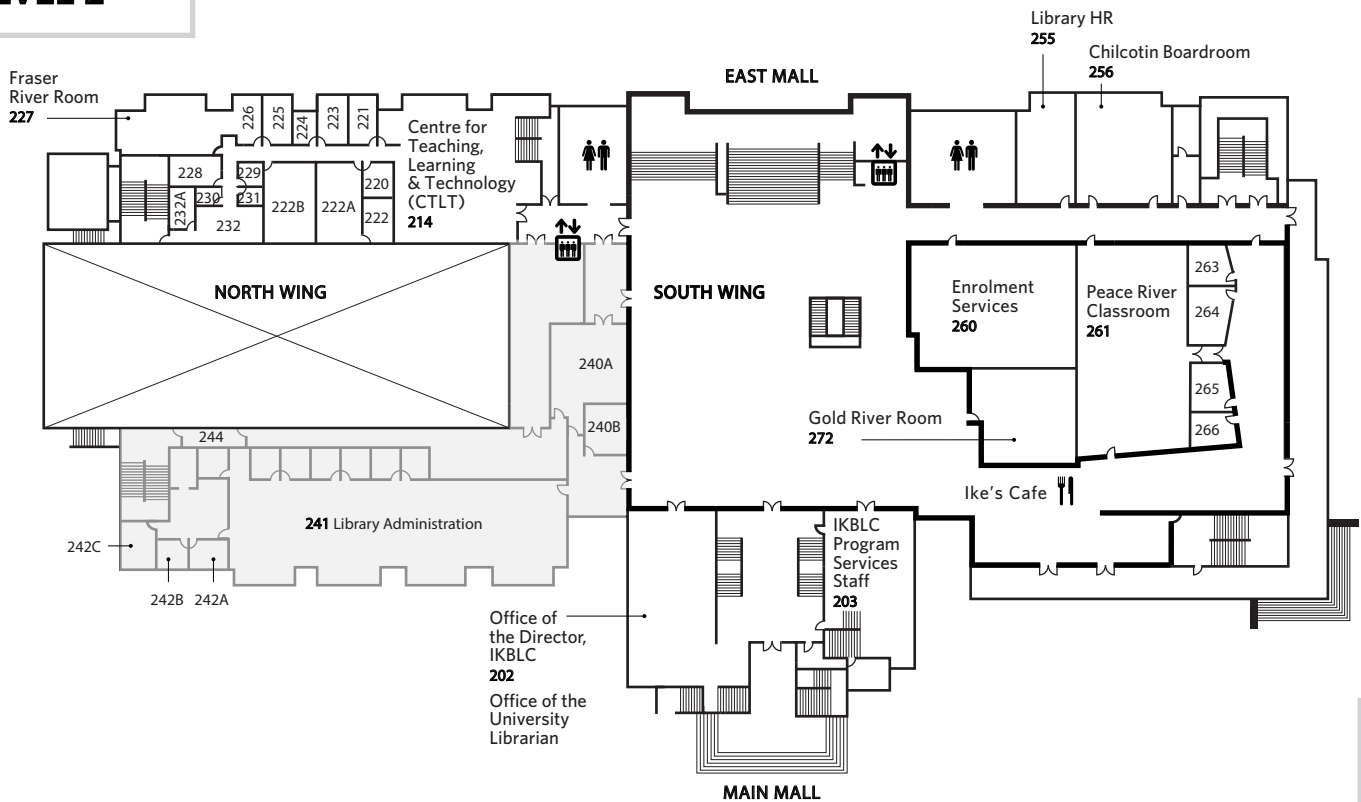 Library HR
255
Chilcotin Boardroom
256
EAST MALL
Fraser
River Room
227
226
225
224
223
221
Centre for
Teaching,
Learning
& Technology
(CTLT)
214
228
229
230
231
232A
232
222B
222A
220
222
NORTH WING
SOUTH WING
Enrolment
Services
260
Peace River
Classroom
261
263
264
265
266
240A
240B
Gold River Room
272
244
Ike's Cafe
241 Library Administration
242C
242B
242A
IKBLC
Program
Services
Staff
203
Office of
the Director,
IKBLC
202
Office of the
University
Librarian
MAIN MALL